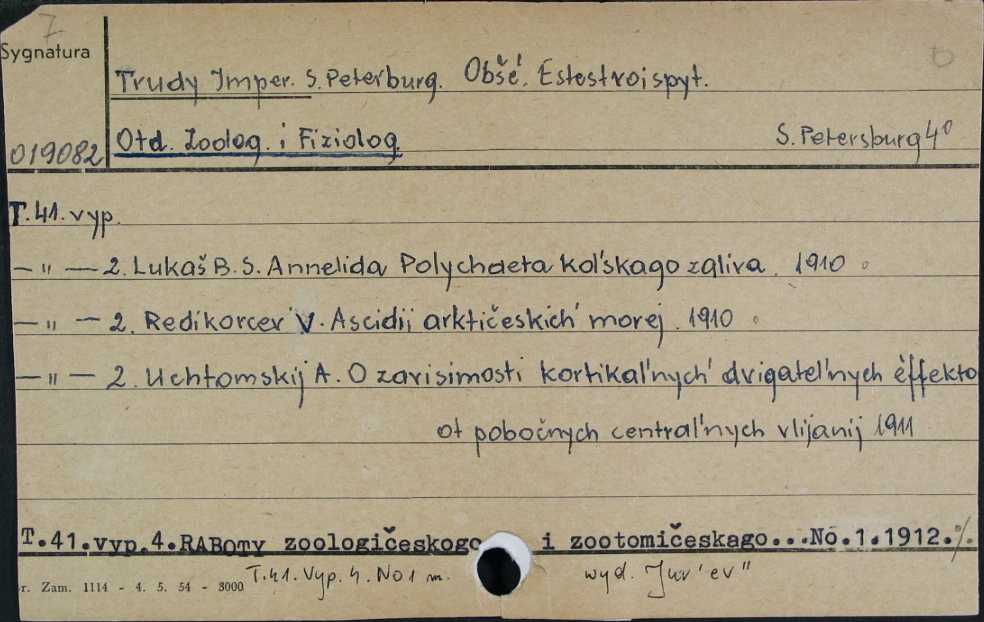 7
Sygnatura
Trudy Imper. S. Peterburg. Obšč. Estestroispyt.
Otd. Zoolog. i Fiziolog.
S. Petersburg 4°
019082
T. 41. vyp.
— " — 2. Lukaš B. S. Annelida Polychaeta kol'skago zaliva. 1910
— " — 2. Redikorcev V. Ascidij arktičeskich morej. 1910
— " — 2. Uchtomskij A. O zavisimosti kortikal'nych dvigatel'nych èffekto
ot pobočnych central'nych vlijanij 1911
T.41.vyp.4.RABOTY zoologičeskogo i zootomičeskago...No.1.1912./.
T.41. Vyp. 4. No 1 m. wyd. Jur'ev"
r. Zam. 1114 - 4. 5. 54 - 3000